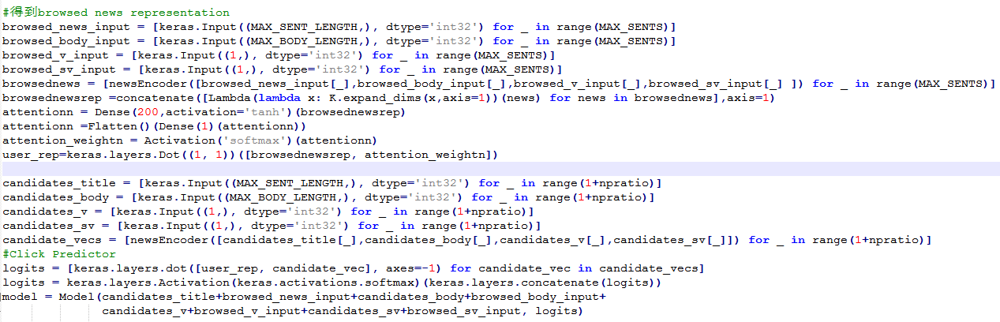 #得到browsed news representation
browsed_news_input = [keras.Input((MAX_SENT_LENGTH,), dtype='int32') for _ in range(MAX_SENTS)]
browsed_body_input = [keras.Input((MAX_BODY_LENGTH,), dtype='int32') for _ in range(MAX_SENTS)]
browsed_v_input = [keras.Input((1,), dtype='int32') for _ in range(MAX_SENTS)]
browsed_sv_input = [keras.Input((1,), dtype='int32') for _ in range(MAX_SENTS)]
browsednews = [newsEncoder([browsed_news_input[_],browsed_body_input[_],browsed_v_input[_],browsed_sv_input[_] ]) for _ in range(MAX_SENTS)]
browsednewsrep =concatenate([Lambda(lambda x: K.expand_dims(x,axis=1))(news) for news in browsednews],axis=1)
attentionn = Dense(200,activation='tanh')(browsednewsrep)
attentionn =Flatten()(Dense(1)(attentionn))
attention_weightn = Activation('softmax')(attentionn)
user_rep=keras.layers.Dot((1, 1))([browsednewsrep, attention_weightn])
candidates_title = [keras.Input((MAX_SENT_LENGTH,), dtype='int32') for _ in range(1+npratio)]
candidates_body = [keras.Input((MAX_BODY_LENGTH,), dtype='int32') for _ in range(1+npratio)]
candidates_v = [keras.Input((1,), dtype='int32') for _ in range(1+npratio)]
candidates_sv = [keras.Input((1,), dtype='int32') for _ in range(1+npratio)]
candidate_vecs = [newsEncoder([candidates_title[_],candidates_body[_],candidates_v[_],candidates_sv[_]]) for _ in range(1+npratio)]
#Click Predictor
logits = [keras.layers.dot([user_rep, candidate_vec], axes=-1) for candidate_vec in candidate_vecs]
logits = keras.layers.Activation(keras.activations.softmax)(keras.layers.concatenate(logits))
model = Model(candidates_title+browsed_news_input+candidates_body+browsed_body_input+
candidates_v+browsed_v_input+candidates_sv+browsed_sv_input, logits)